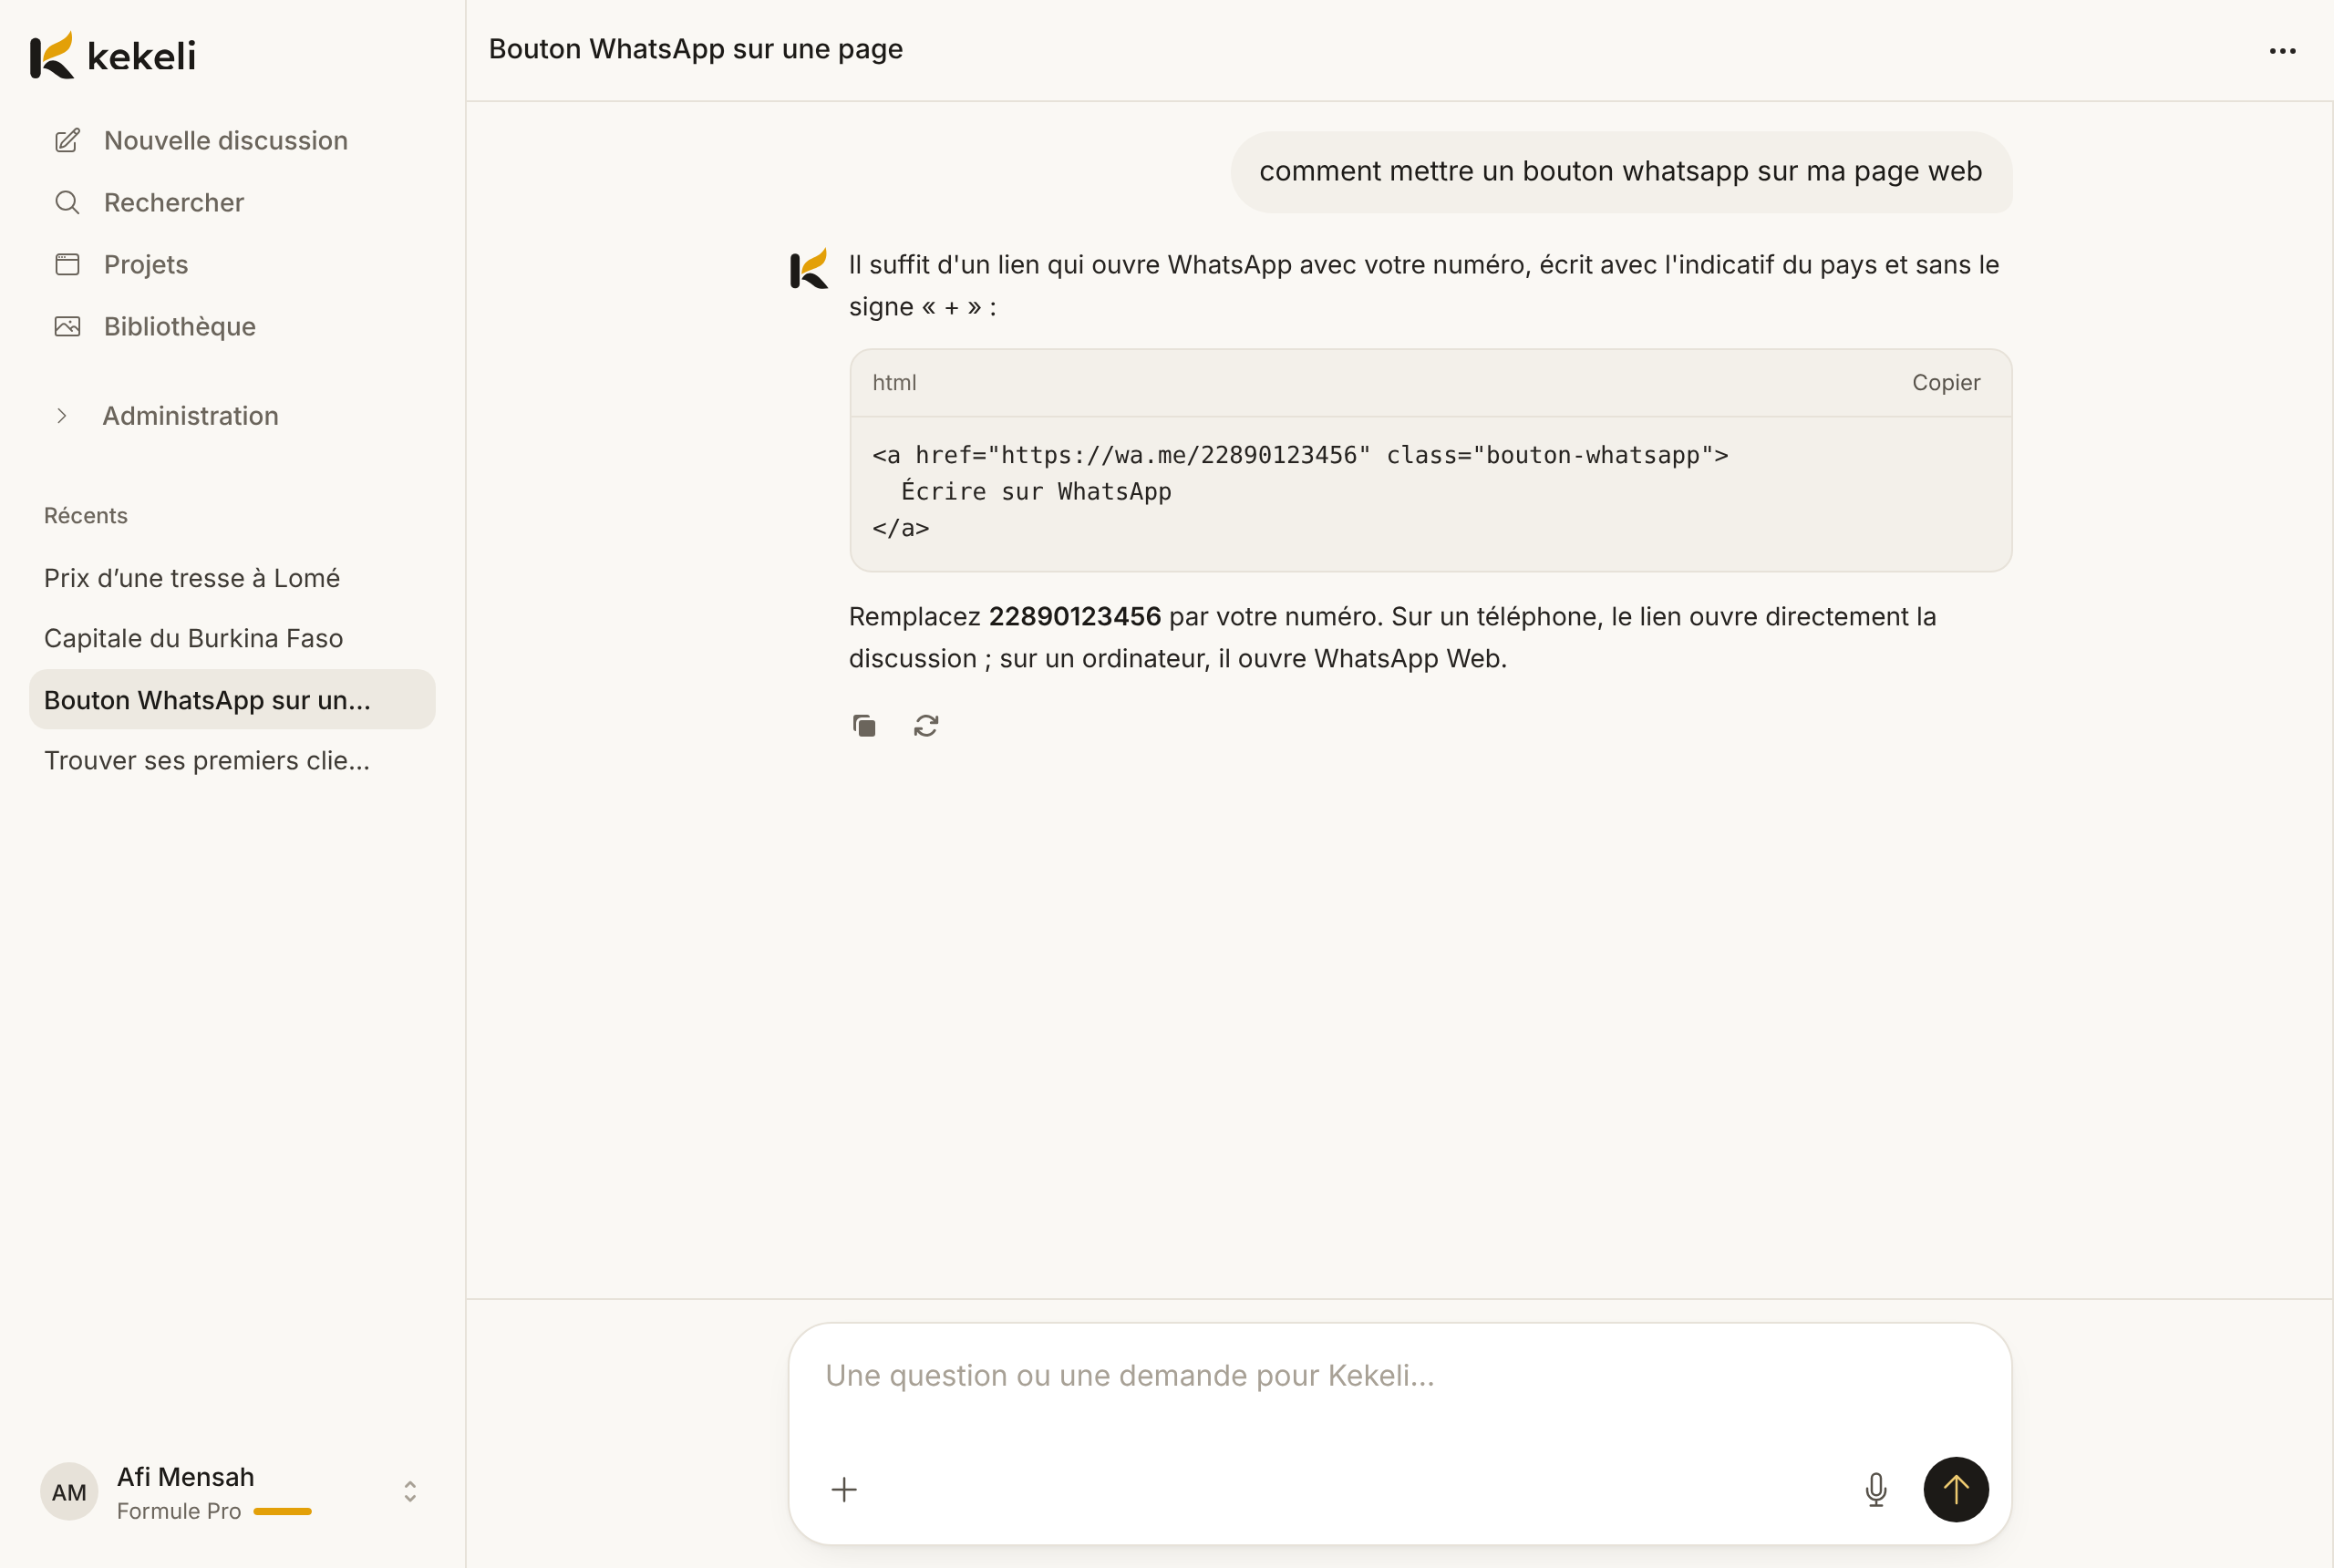 kekeli
Nouvelle discussion
Rechercher
Projets
Bibliothèque
Administration
Récents
Prix d’une tresse à Lomé
Capitale du Burkina Faso
Bouton WhatsApp sur un...
Trouver ses premiers clie...
AM
Afi Mensah
Formule Pro
Bouton WhatsApp sur une page
comment mettre un bouton whatsapp sur ma page web
Il suffit d'un lien qui ouvre WhatsApp avec votre numéro, écrit avec l'indicatif du pays et sans le
signe « + » :
html
Copier
<a href="https://wa.me/22890123456" class="bouton-whatsapp">
  Écrire sur WhatsApp
</a>
Remplacez 22890123456 par votre numéro. Sur un téléphone, le lien ouvre directement la
discussion ; sur un ordinateur, il ouvre WhatsApp Web.
Une question ou une demande pour Kekeli...